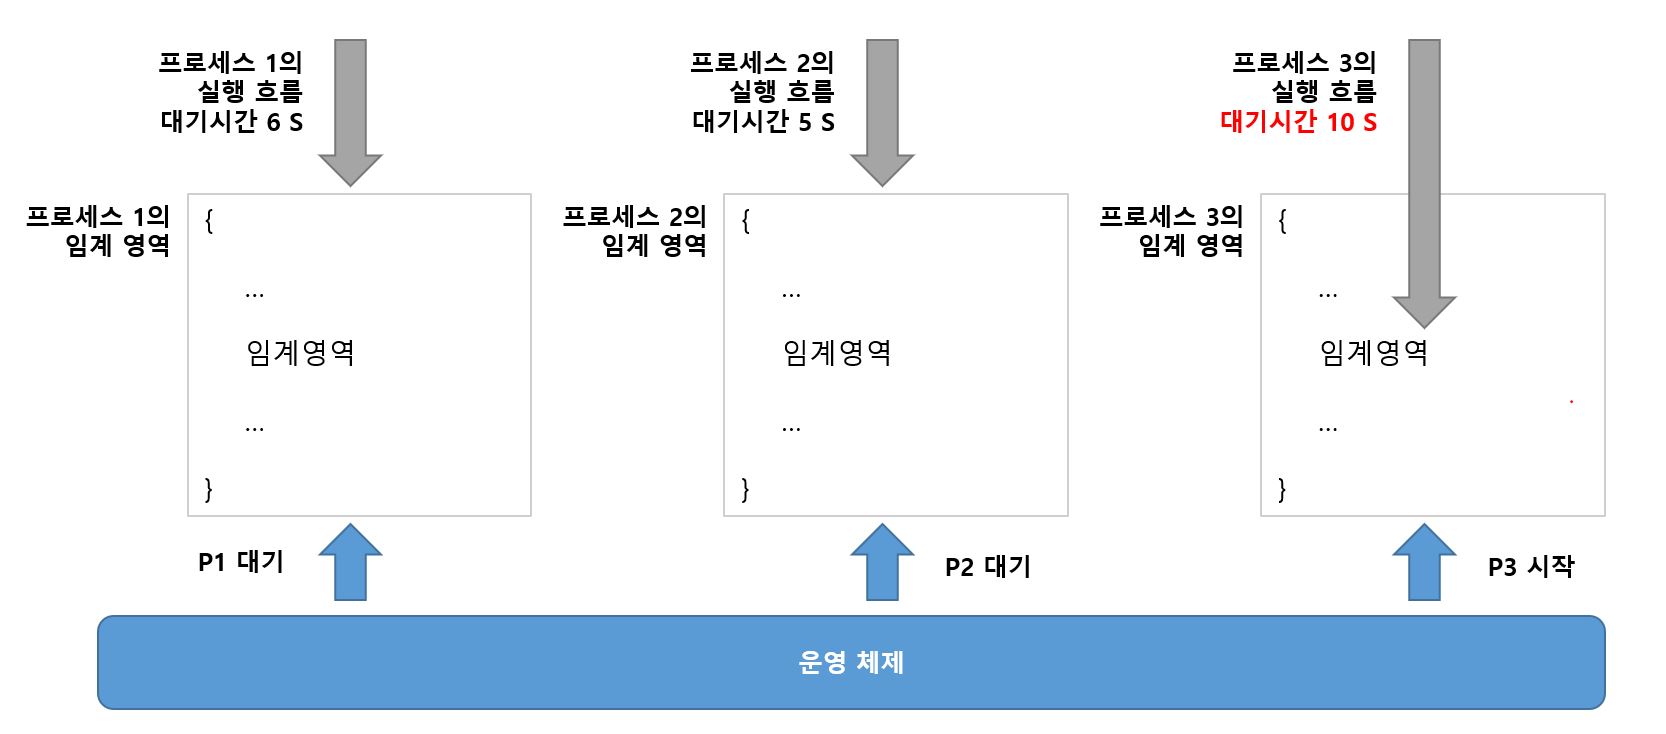 프로세스 1의
실행 흐름
대기시간 6 S
프로세스 2의
실행 흐름
대기시간 5 S
프로세스 3의
실행 흐름
대기시간 10 S
프로세스 1의
임계 영역
{
...
임계영역
...
}
프로세스 2의
임계 영역
{
...
임계영역
...
}
프로세스 3의
임계 영역
{
...
임계영역
...
}
P1 대기
P2 대기
P3 시작
운영 체제